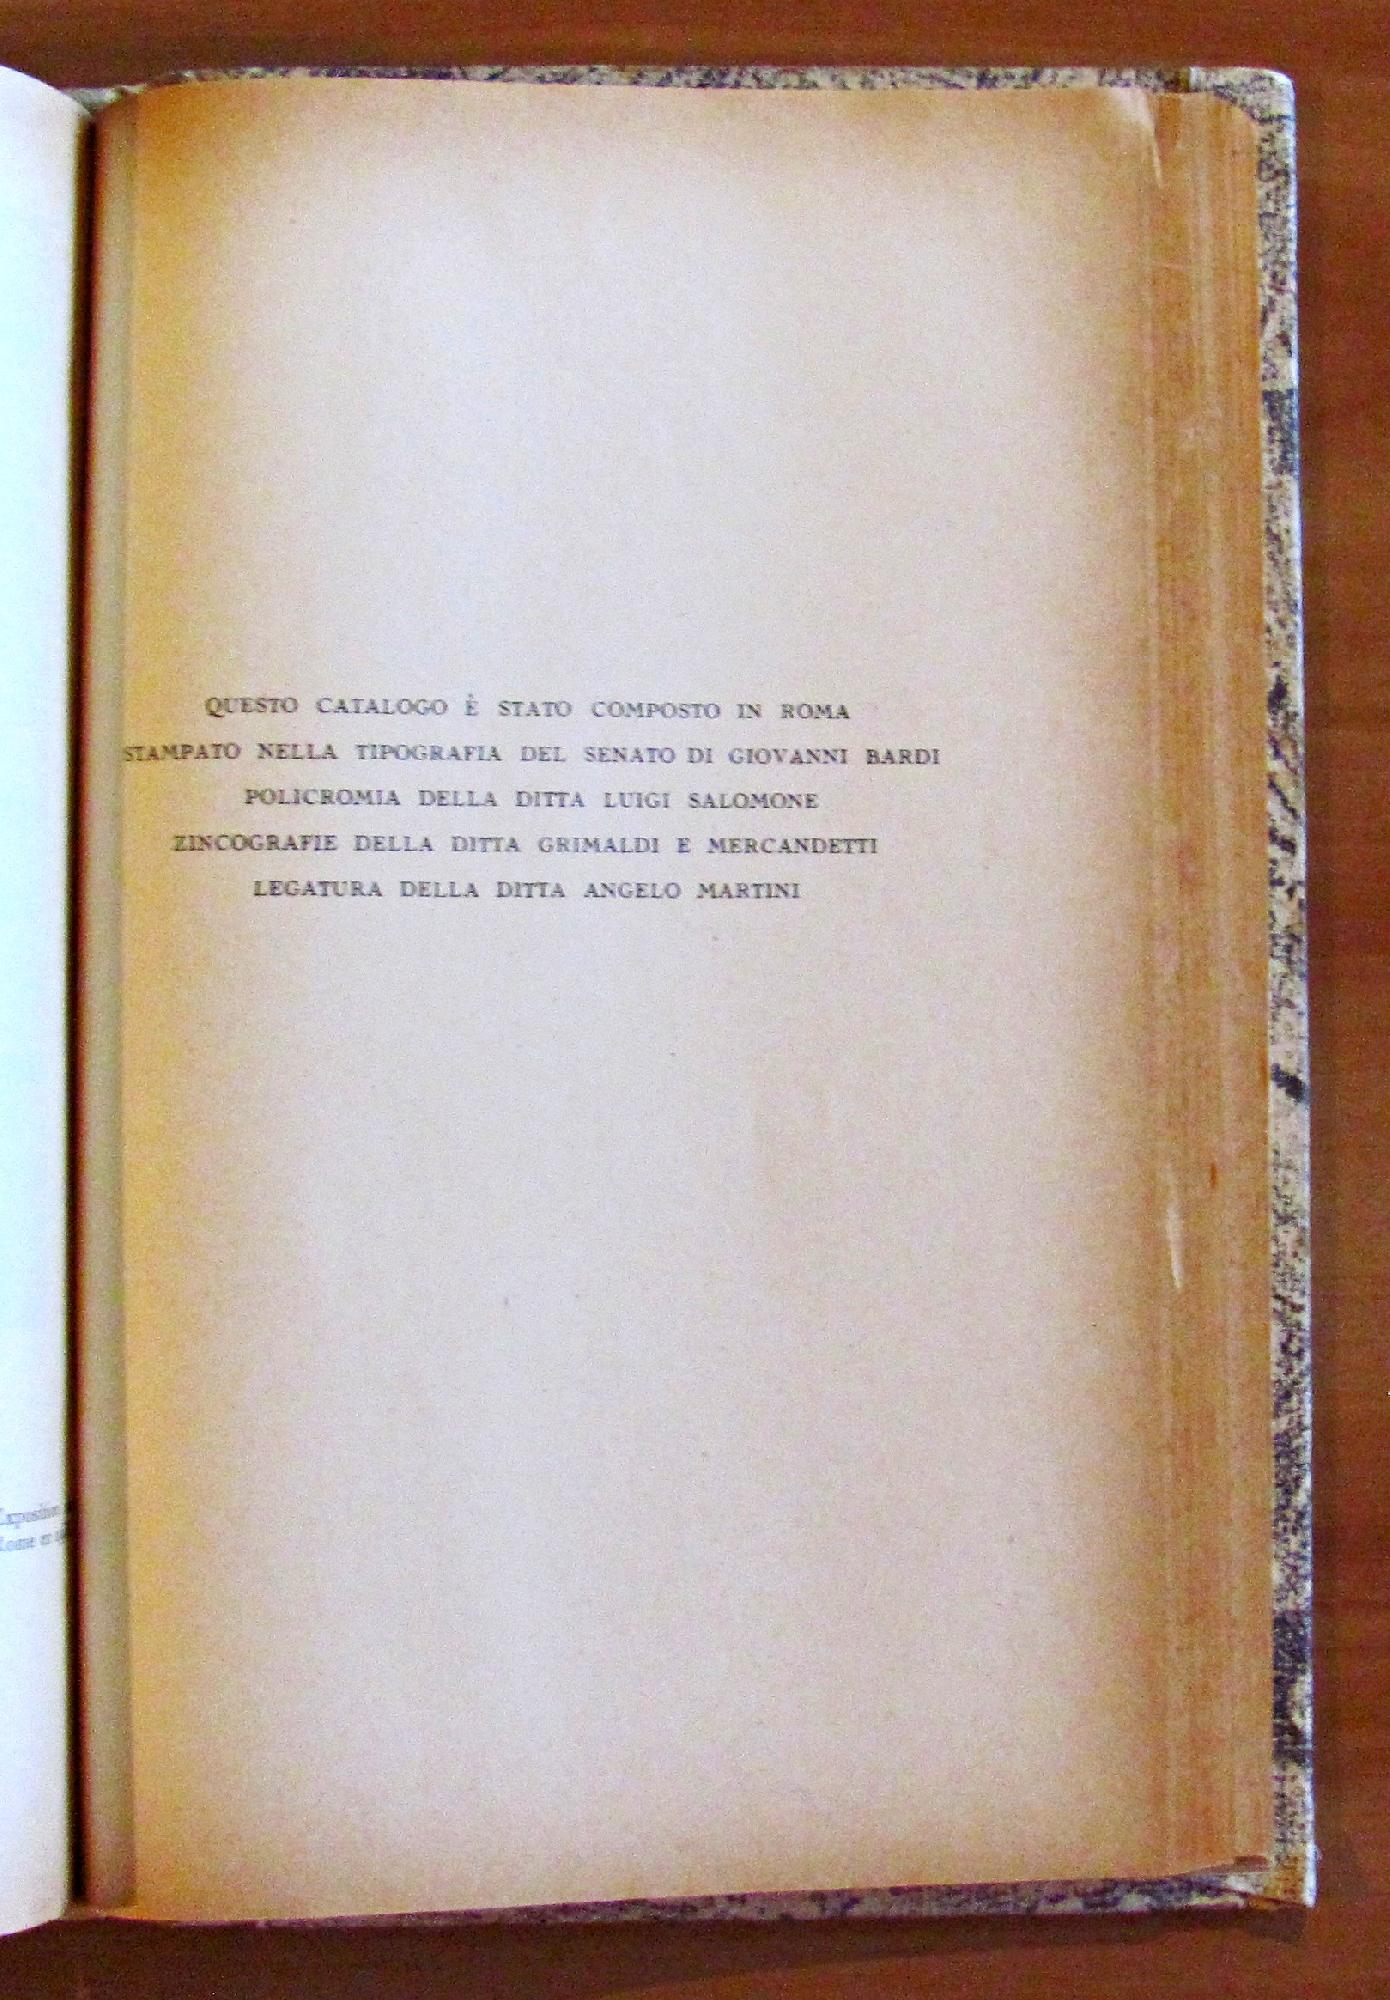 QUESTO CATALOGO È STATO COMPOSTO IN ROMA
STAMPATO NELLA TIPOGRAFIA DEL SENATO DI GIOVANNI BARDI
POLICROMIA DELLA DITTA LUIGI SALOMONE
ZINCOGRAFIE DELLA DITTA GRIMALDI E MERCANDETTI
LEGATURA DELLA DITTA ANGELO MARTINI